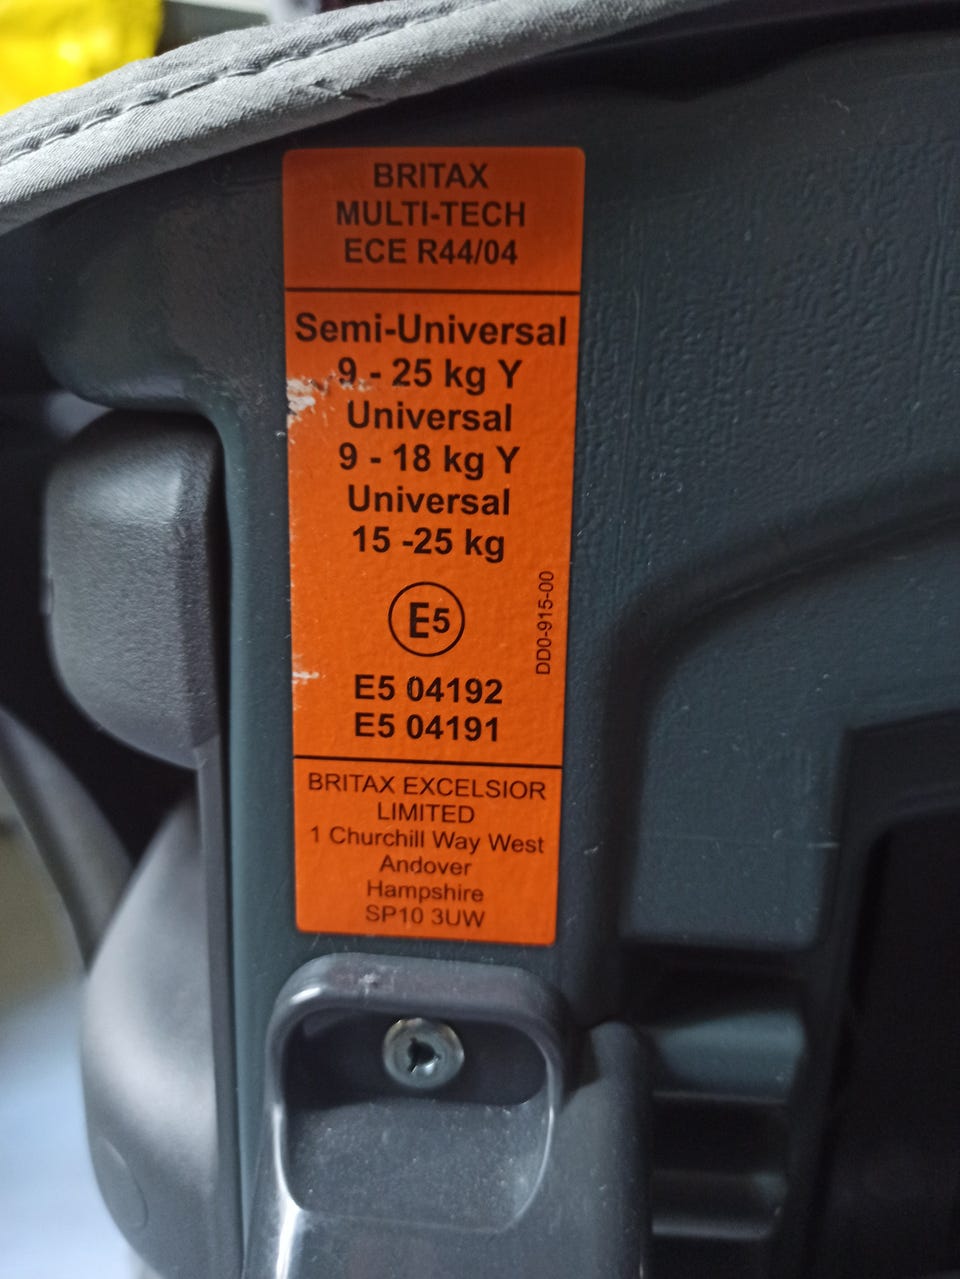 BRITAX
MULTI-TECH
ECE R44/04
Semi-Universal
9 - 25 kg Y
Universal
9 - 18 kg Y
Universal
15 -25 kg
E5
DD0-915-00
E5 04192
E5 04191
BRITAX EXCELSIOR
LIMITED
1 Churchill Way West
Andover
Hampshire
SP10 3UW